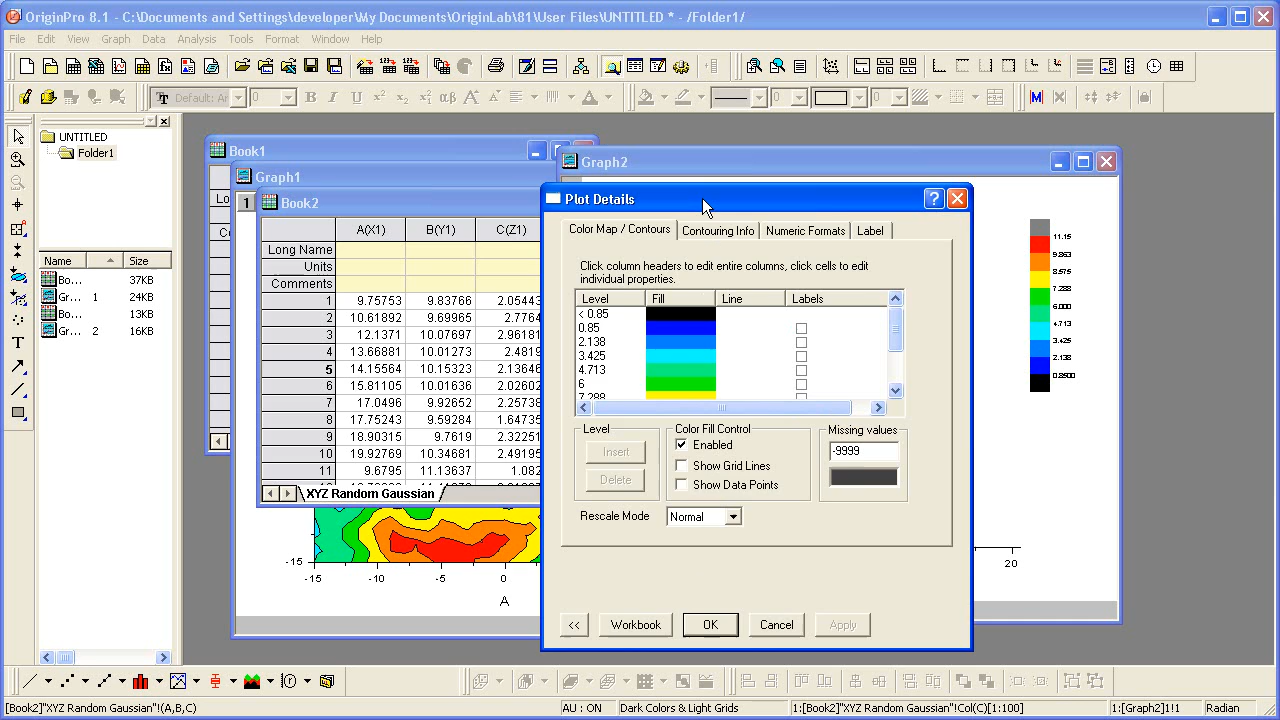 OriginPro 8.1 - C:\Documents and Settings\developer\My Documents\OriginLab\81\User Files\UNTITLED * - /Folder1/
File Edit View Graph Data Analysis Tools Format Window Help
Default: Ar 0 B I U x² x₂ x₁² αβ A A A 0 0
UNTITLED
Folder1
Name Size
Bo... 37KB
Gr... 1 24KB
Bo... 13KB
Gr... 2 16KB
Book1
Graph1
1
Book2
A(X1) B(Y1) C(Z1)
Long Name
Units
Comments
1 9.75753 9.83766 2.05443
2 10.61892 9.69965 2.7764
3 12.1371 10.07697 2.96181
4 13.66881 10.01273 2.4819
5 14.15564 10.15323 2.13646
6 15.81105 10.01636 2.02602
7 17.0496 9.92652 2.25738
8 17.75243 9.59284 1.64735
9 18.90315 9.7619 2.32251
10 19.92769 10.34681 2.49195
11 9.6795 11.13637 1.082
XYZ Random Gaussian
-15
-15 -10 -5 0
A
Graph2
11.15
9.863
8.575
7.288
6.000
4.713
3.425
2.138
0.8500
20
Plot Details
Color Map / Contours Contouring Info Numeric Formats Label
Click column headers to edit entire columns, click cells to edit
individual properties.
Level Fill Line Labels
< 0.85
0.85
2.138
3.425
4.713
6
7.288
Level
Insert
Delete
Color Fill Control
Enabled
Show Grid Lines
Show Data Points
Missing values
-9999
Rescale Mode Normal
<< Workbook OK Cancel Apply
[Book2]"XYZ Random Gaussian"!(A,B,C) AU : ON Dark Colors & Light Grids 1:[Book2]"XYZ Random Gaussian"!Col(C)[1:100] 1:[Graph2]1!1 Radian